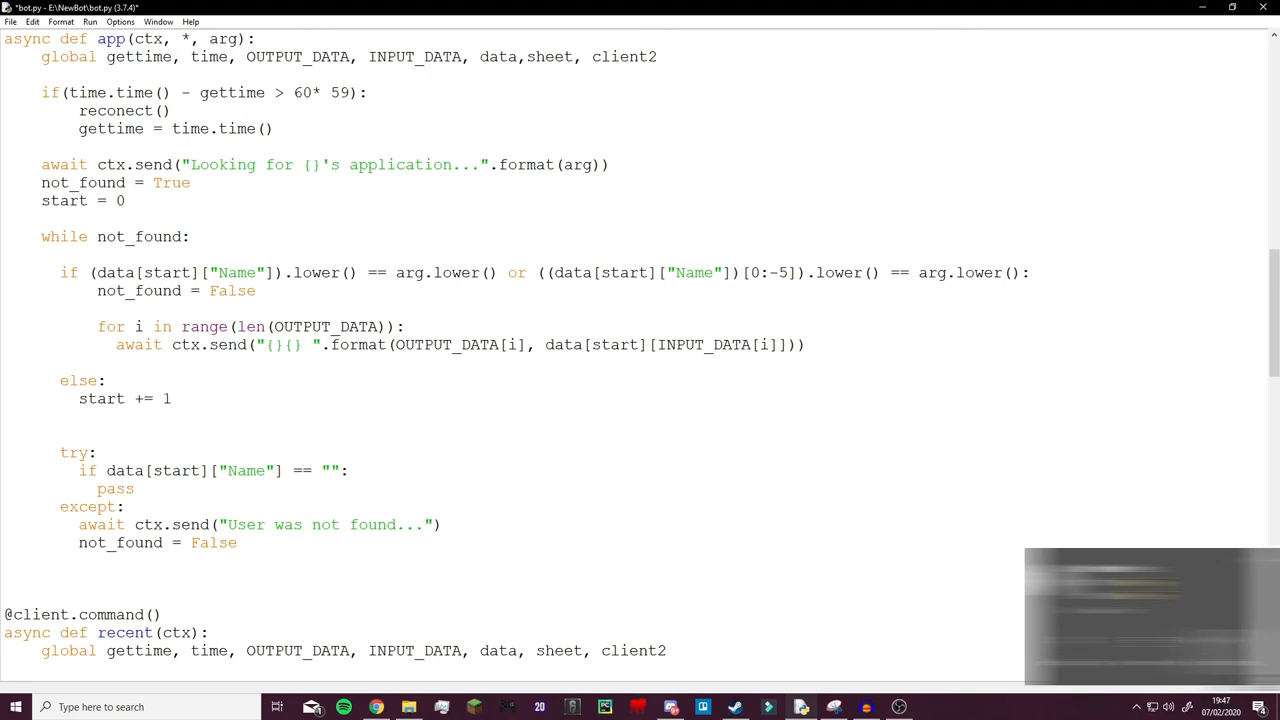 *bot.py - E:\NewBot\bot.py (3.7.4)*
File Edit Format Run Options Window Help
async def app(ctx, *, arg):
global gettime, time, OUTPUT_DATA, INPUT_DATA, data,sheet, client2
if(time.time() - gettime > 60* 59):
reconect()
gettime = time.time()
await ctx.send("Looking for {}'s application...".format(arg))
not_found = True
start = 0
while not_found:
if (data[start]["Name"]).lower() == arg.lower() or ((data[start]["Name"])[0:-5]).lower() == arg.lower():
not_found = False
for i in range(len(OUTPUT_DATA)):
await ctx.send("{}{} ".format(OUTPUT_DATA[i], data[start][INPUT_DATA[i]]))
else:
start += 1
try:
if data[start]["Name"] == "":
pass
except:
await ctx.send("User was not found...")
not_found = False
@client.command()
async def recent(ctx):
global gettime, time, OUTPUT_DATA, INPUT_DATA, data, sheet, client2
Type here to search
20
PC
19:47
07/02/2020